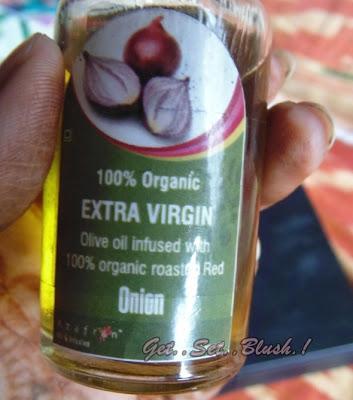 100% Organic
EXTRA VIRGIN
Olive oil infused with
100% organic roasted Red
Onion
Get..Set..Blush.!